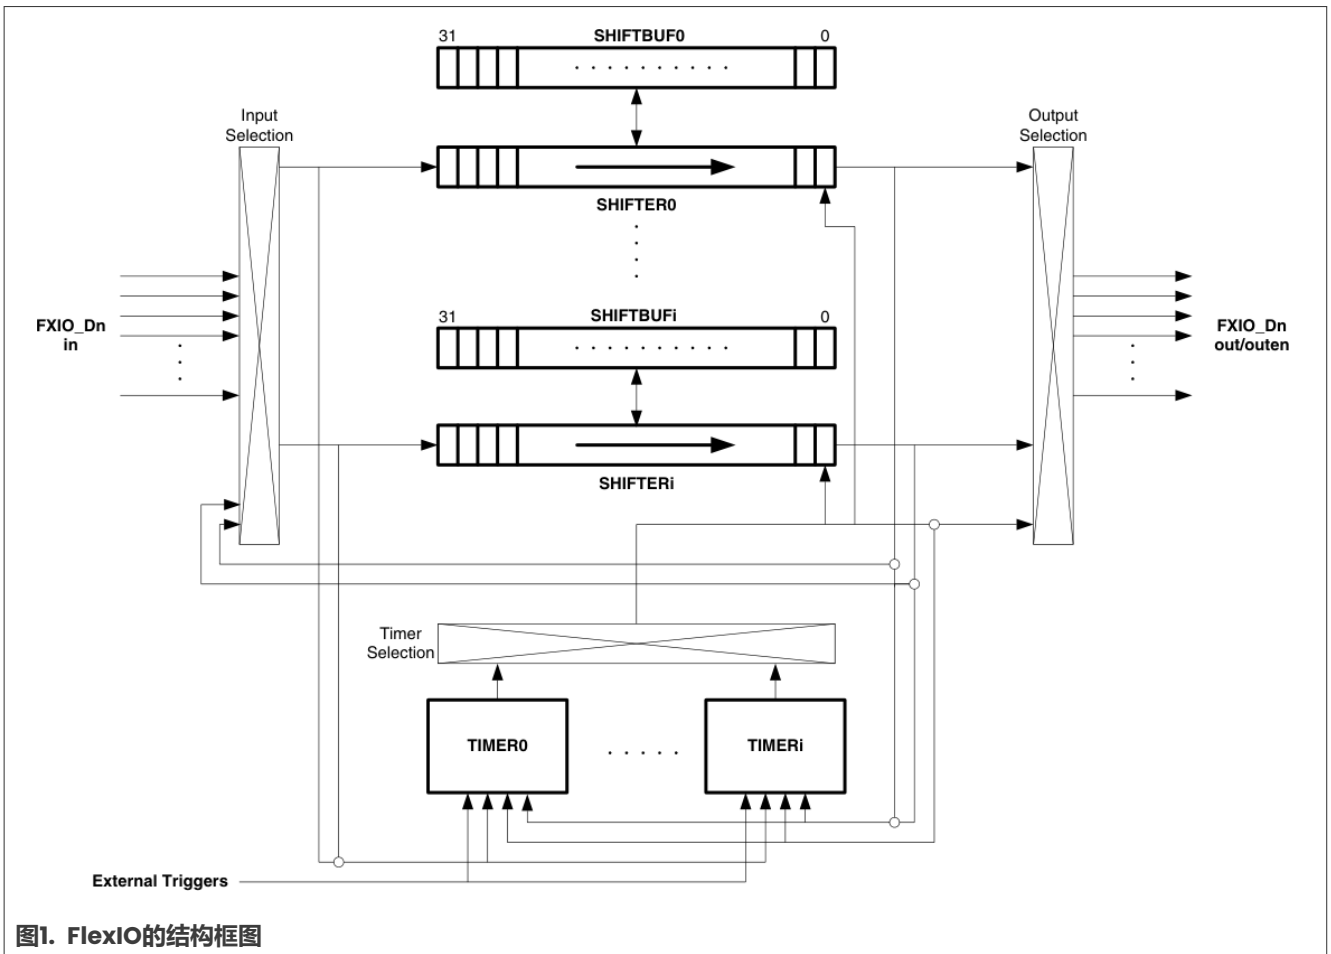 31 SHIFTBUF0 0
Input
Selection
Output
Selection
SHIFTER0
31 SHIFTBUFi 0
FXIO_Dn
in
FXIO_Dn
out/outen
SHIFTERi
Timer
Selection
TIMER0
TIMERi
External Triggers
图1. FlexIO的结构框图